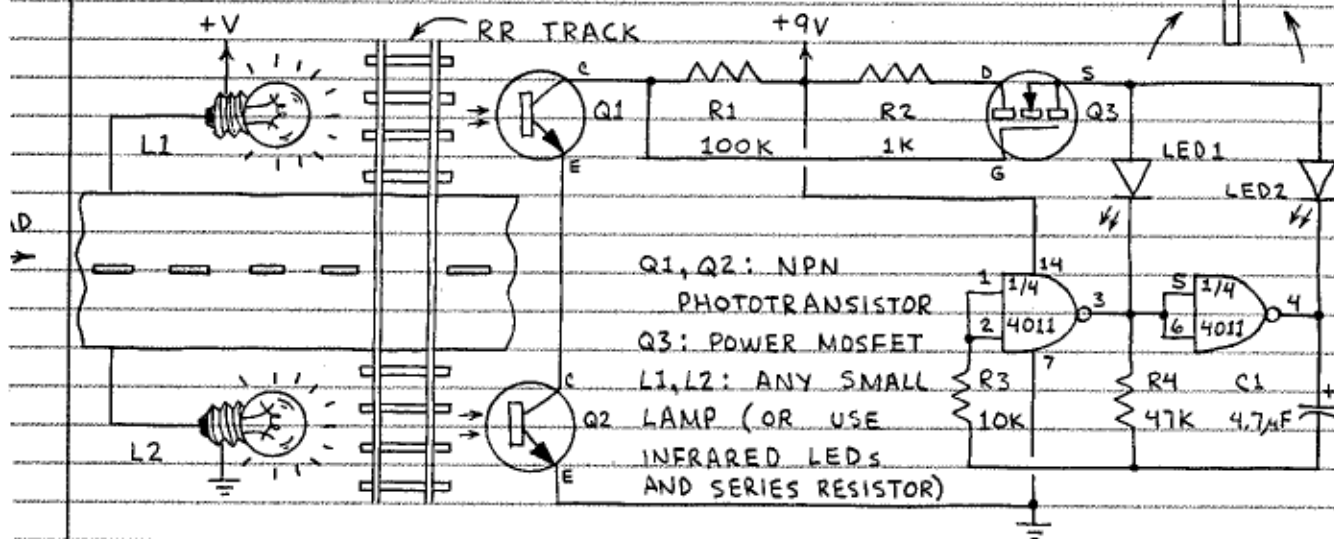 +V
RR TRACK
+9V
C
Q1
E
R1
100K
R2
1K
D
S
Q3
G
L1
LED1
LED2
Q1, Q2: NPN
PHOTOTRANSISTOR
Q3: POWER MOSFET
L1, L2: ANY SMALL
LAMP (OR USE
INFRARED LEDs
AND SERIES RESISTOR)
14
1
1/4
2
4011
3
7
5
1/4
6
4011
4
R3
10K
R4
47K
C1
4.7µF
+
L2
C
Q2
E